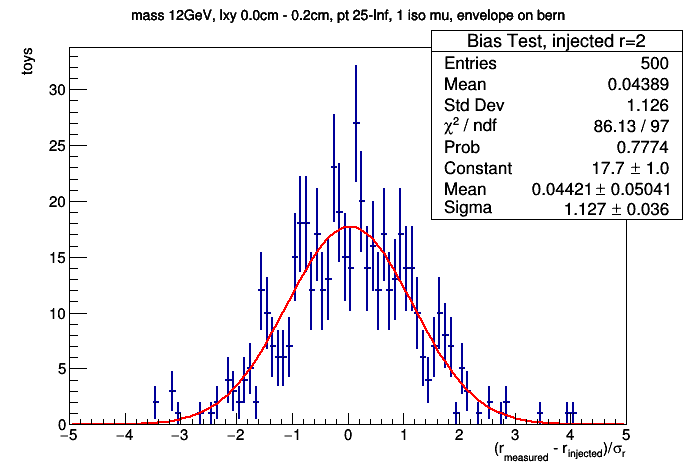 mass 12GeV, lxy 0.0cm - 0.2cm, pt 25-Inf, 1 iso mu, envelope on bern
toys
Bias Test, injected r=2
Entries 500
Mean 0.04389
Std Dev 1.126
χ² / ndf 86.13 / 97
Prob 0.7774
Constant 17.7 ± 1.0
Mean 0.04421 ± 0.05041
Sigma 1.127 ± 0.036
30
25
20
15
10
5
0
−5 −4 −3 −2 −1 0 1 2 3 4 5
(r_measured - r_injected)/σ_r